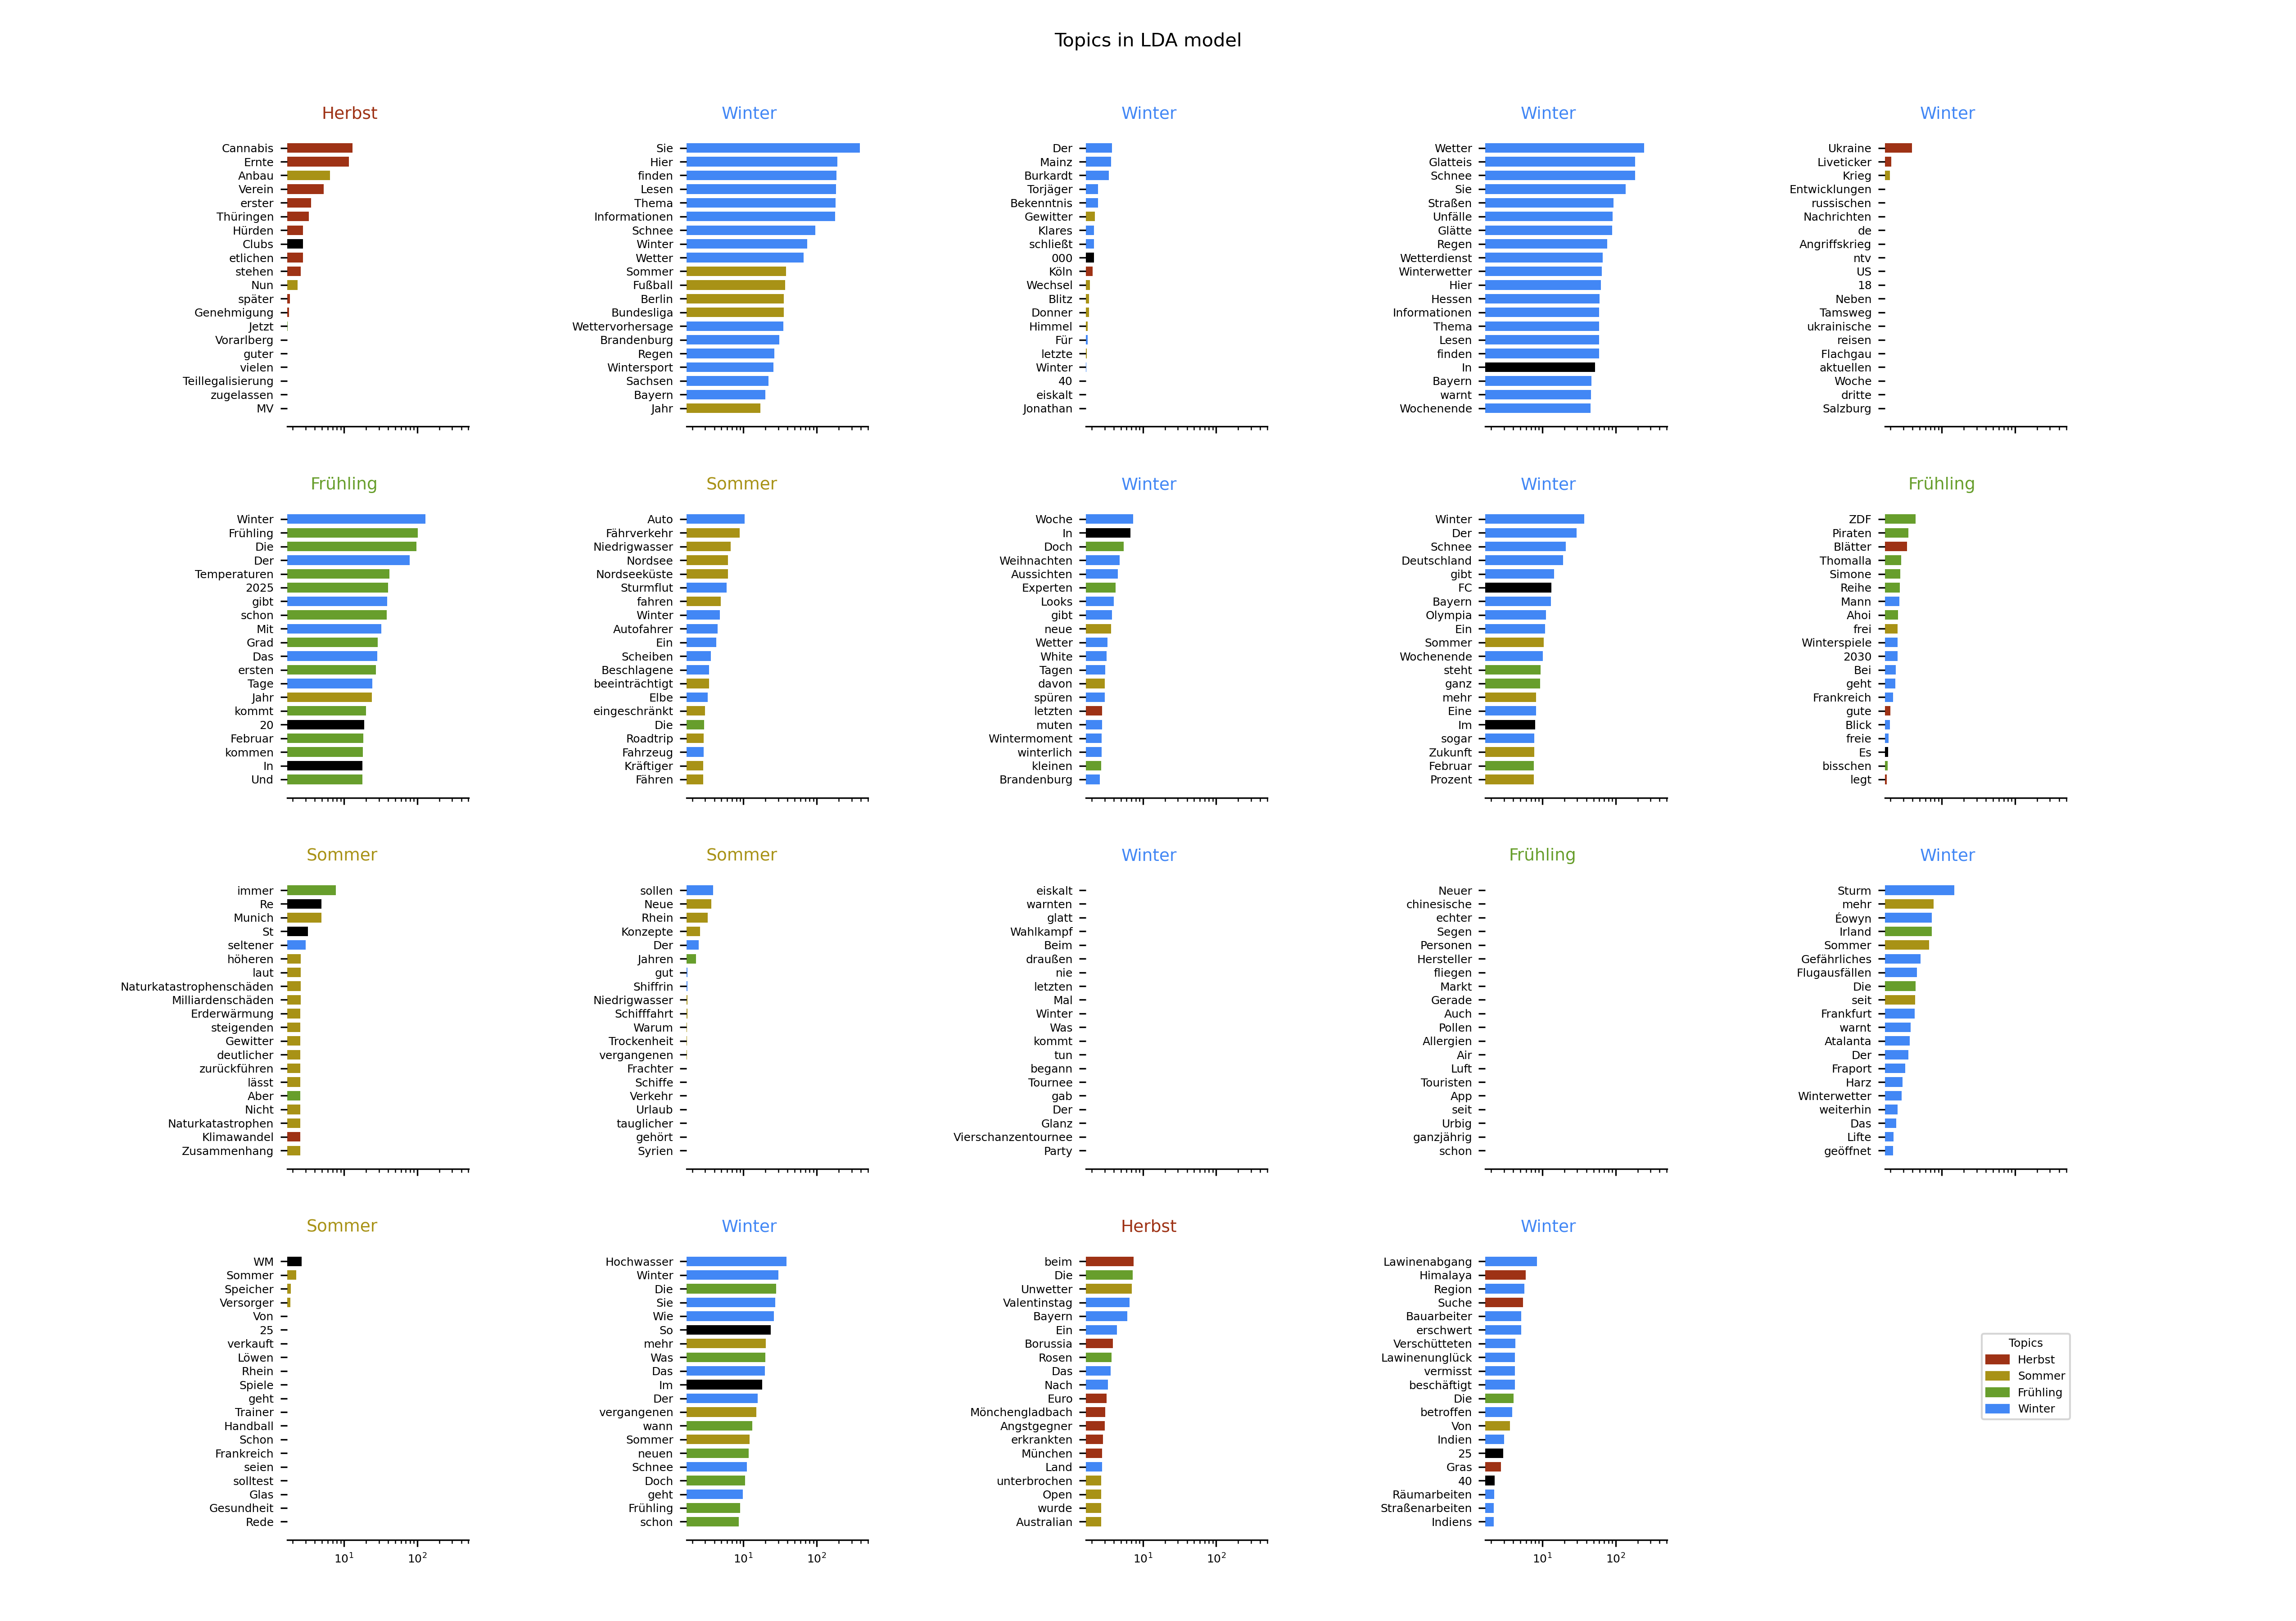 Topics in LDA model
Herbst
Cannabis
Ernte
Anbau
Verein
erster
Thüringen
Hürden
Clubs
etlichen
stehen
Nun
später
Genehmigung
Jetzt
Vorarlberg
guter
vielen
Teillegalisierung
zugelassen
MV
Winter
Sie
Hier
finden
Lesen
Thema
Informationen
Schnee
Winter
Wetter
Sommer
Fußball
Berlin
Bundesliga
Wettervorhersage
Brandenburg
Regen
Wintersport
Sachsen
Bayern
Jahr
Winter
Der
Mainz
Burkardt
Torjäger
Bekenntnis
Gewitter
Klares
schließt
000
Köln
Wechsel
Blitz
Donner
Himmel
Für
letzte
Winter
40
eiskalt
Jonathan
Winter
Wetter
Glatteis
Schnee
Sie
Straßen
Unfälle
Glätte
Regen
Wetterdienst
Winterwetter
Hier
Hessen
Informationen
Thema
Lesen
finden
In
Bayern
warnt
Wochenende
Winter
Ukraine
Liveticker
Krieg
Entwicklungen
russischen
Nachrichten
de
Angriffskrieg
ntv
US
18
Neben
Tamsweg
ukrainische
reisen
Flachgau
aktuellen
Woche
dritte
Salzburg
Frühling
Winter
Frühling
Die
Der
Temperaturen
2025
gibt
schon
Mit
Grad
Das
ersten
Tage
Jahr
kommt
20
Februar
kommen
In
Und
Sommer
Auto
Fährverkehr
Niedrigwasser
Nordsee
Nordseeküste
Sturmflut
fahren
Winter
Autofahrer
Ein
Scheiben
Beschlagene
beeinträchtigt
Elbe
eingeschränkt
Die
Roadtrip
Fahrzeug
Kräftiger
Fähren
Winter
Woche
In
Doch
Weihnachten
Aussichten
Experten
Looks
gibt
neue
Wetter
White
Tagen
davon
spüren
letzten
muten
Wintermoment
winterlich
kleinen
Brandenburg
Winter
Winter
Der
Schnee
Deutschland
gibt
FC
Bayern
Olympia
Ein
Sommer
Wochenende
steht
ganz
mehr
Eine
Im
sogar
Zukunft
Februar
Prozent
Frühling
ZDF
Piraten
Blätter
Thomalla
Simone
Reihe
Mann
Ahoi
frei
Winterspiele
2030
Bei
geht
Frankreich
gute
Blick
freie
Es
bisschen
legt
Sommer
immer
Re
Munich
St
seltener
höheren
laut
Naturkatastrophenschäden
Milliardenschäden
Erderwärmung
steigenden
Gewitter
deutlicher
zurückführen
lässt
Aber
Nicht
Naturkatastrophen
Klimawandel
Zusammenhang
Sommer
sollen
Neue
Rhein
Konzepte
Der
Jahren
gut
Shiffrin
Niedrigwasser
Schifffahrt
Warum
Trockenheit
vergangenen
Frachter
Schiffe
Verkehr
Urlaub
tauglicher
gehört
Syrien
Winter
eiskalt
warnten
glatt
Wahlkampf
Beim
draußen
nie
letzten
Mal
Winter
Was
kommt
tun
begann
Tournee
gab
Der
Glanz
Vierschanzentournee
Party
Frühling
Neuer
chinesische
echter
Segen
Personen
Hersteller
fliegen
Markt
Gerade
Auch
Pollen
Allergien
Air
Luft
Touristen
App
seit
Urbig
ganzjährig
schon
Winter
Sturm
mehr
Éowyn
Irland
Sommer
Gefährliches
Flugausfällen
Die
seit
Frankfurt
warnt
Atalanta
Der
Fraport
Harz
Winterwetter
weiterhin
Das
Lifte
geöffnet
Sommer
WM
Sommer
Speicher
Versorger
Von
25
verkauft
Löwen
Rhein
Spiele
geht
Trainer
Handball
Schon
Frankreich
seien
solltest
Glas
Gesundheit
Rede
10¹ 10²
Winter
Hochwasser
Winter
Die
Sie
Wie
So
mehr
Was
Das
Im
Der
vergangenen
wann
Sommer
neuen
Schnee
Doch
geht
Frühling
schon
10¹ 10²
Herbst
beim
Die
Unwetter
Valentinstag
Bayern
Ein
Borussia
Rosen
Das
Nach
Euro
Mönchengladbach
Angstgegner
erkrankten
München
Land
unterbrochen
Open
wurde
Australian
10¹ 10²
Winter
Lawinenabgang
Himalaya
Region
Suche
Bauarbeiter
erschwert
Verschütteten
Lawinenunglück
vermisst
beschäftigt
Die
betroffen
Von
Indien
25
Gras
40
Räumarbeiten
Straßenarbeiten
Indiens
10¹ 10²
Topics
Herbst
Sommer
Frühling
Winter